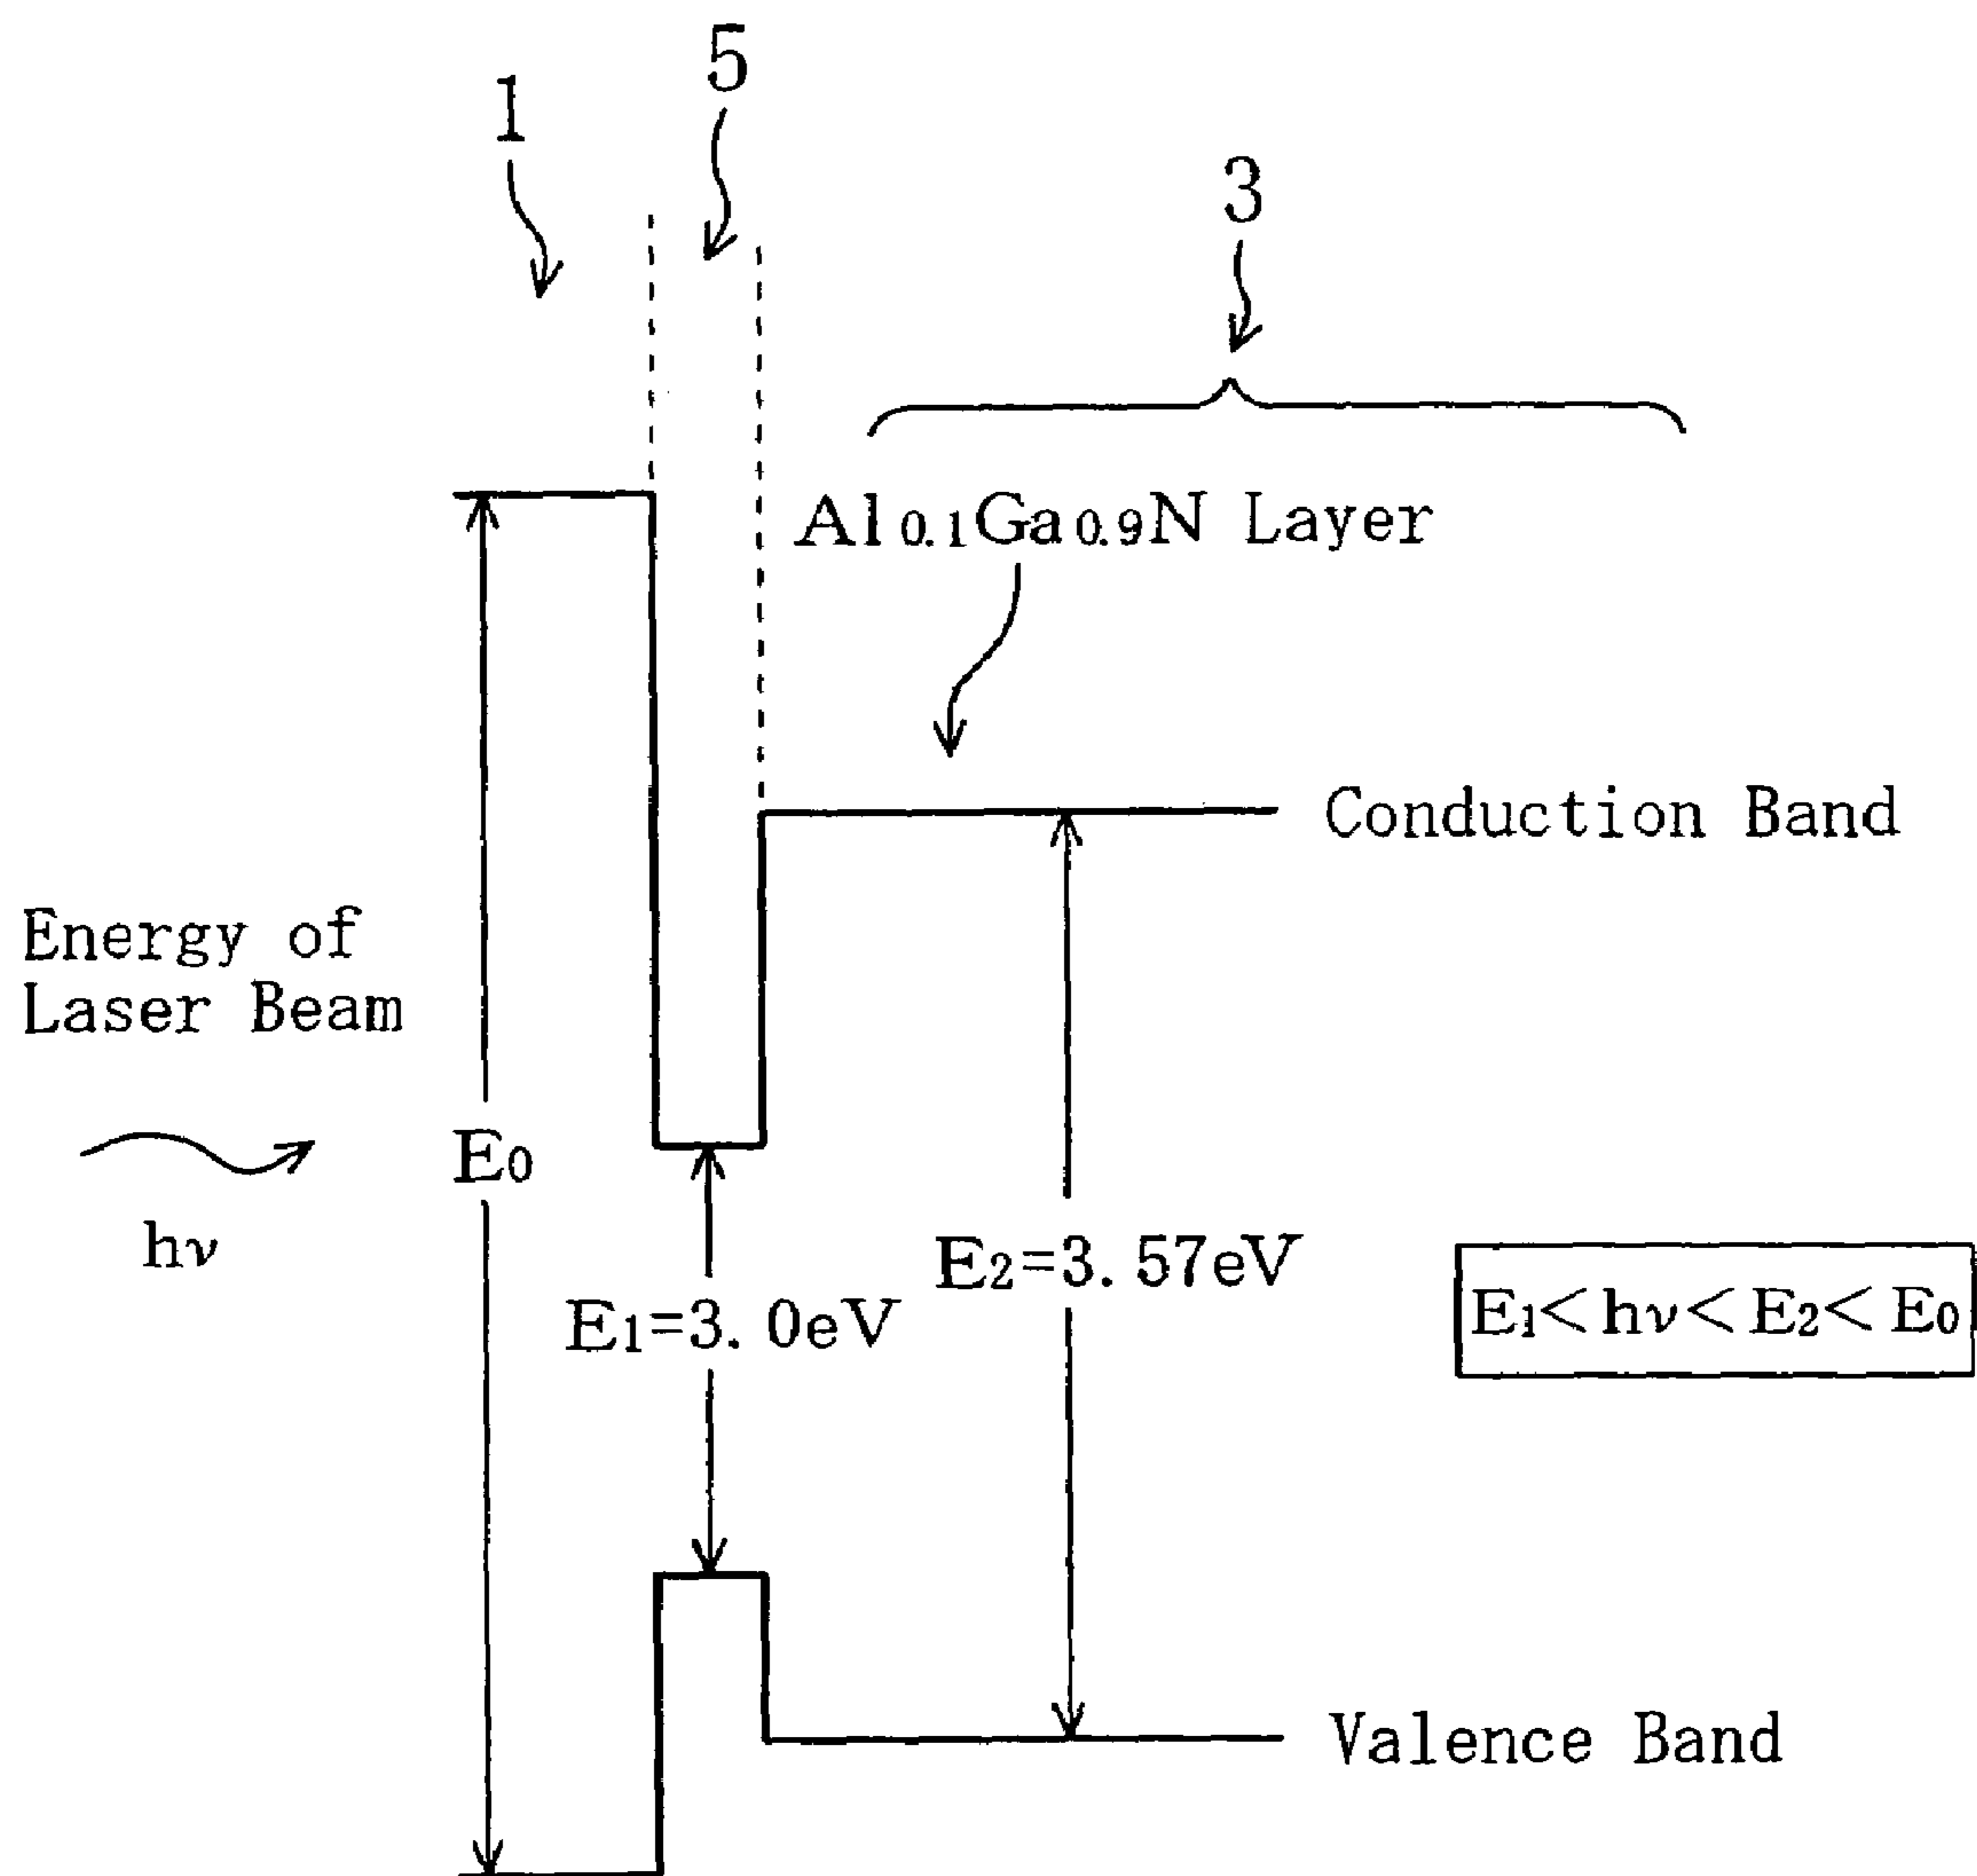 1
5
3
Al0.1Ga0.9N Layer
Conduction Band
Energy of
Laser Beam
E0
hν
E2=3.57eV
E1=3.0eV
E1<hν<E2<E0
Valence Band